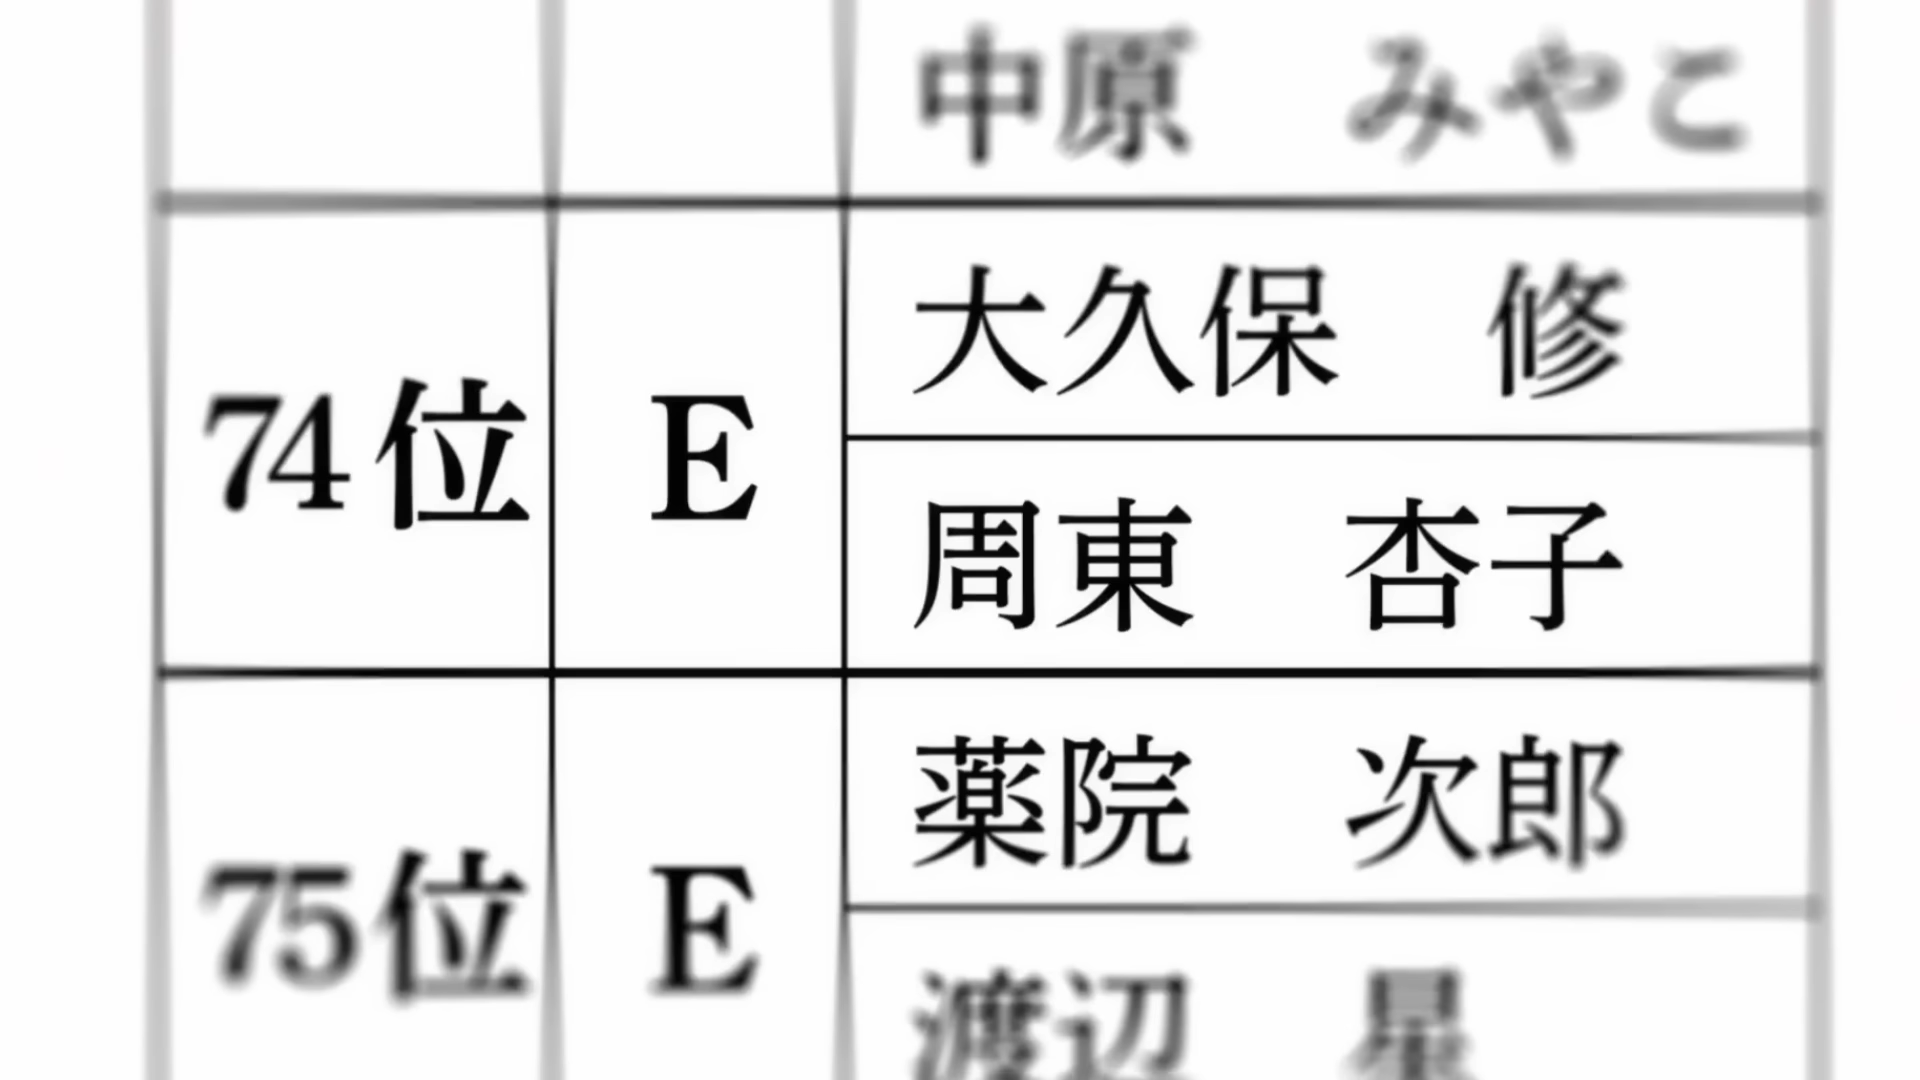 中原　みやこ
74位　E　大久保　修
周東　杏子
75位　E　薬院　次郎
渡辺　星